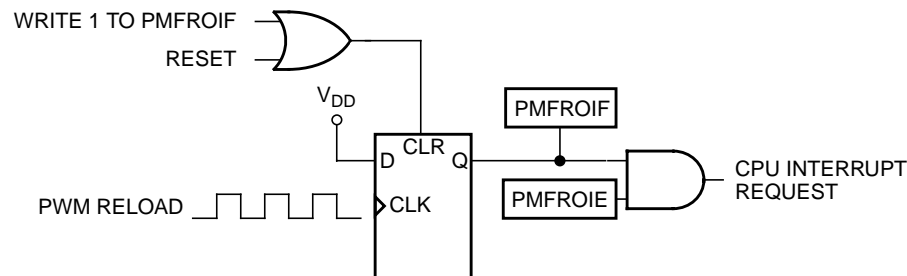 WRITE 1 TO PMFROIF
RESET
VDD
PMFROIF
D
CLR
Q
CPU INTERRUPT
REQUEST
PWM RELOAD
CLK
PMFROIE